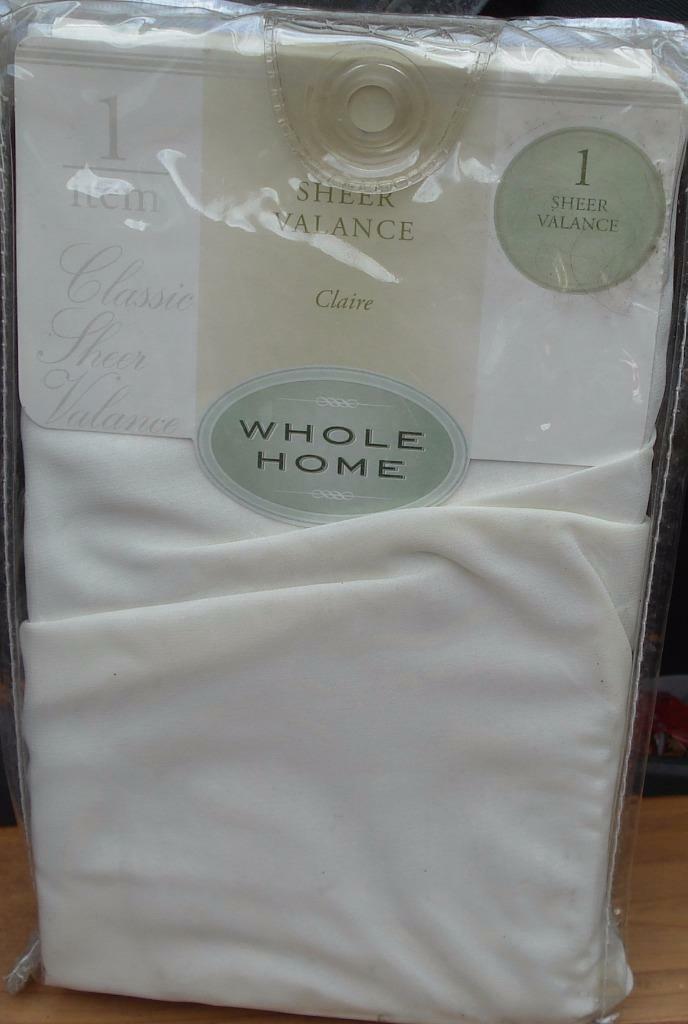 1
item
SHEER
VALANCE
Claire
1
SHEER
VALANCE
Classic
Sheer
Valance
WHOLE
HOME